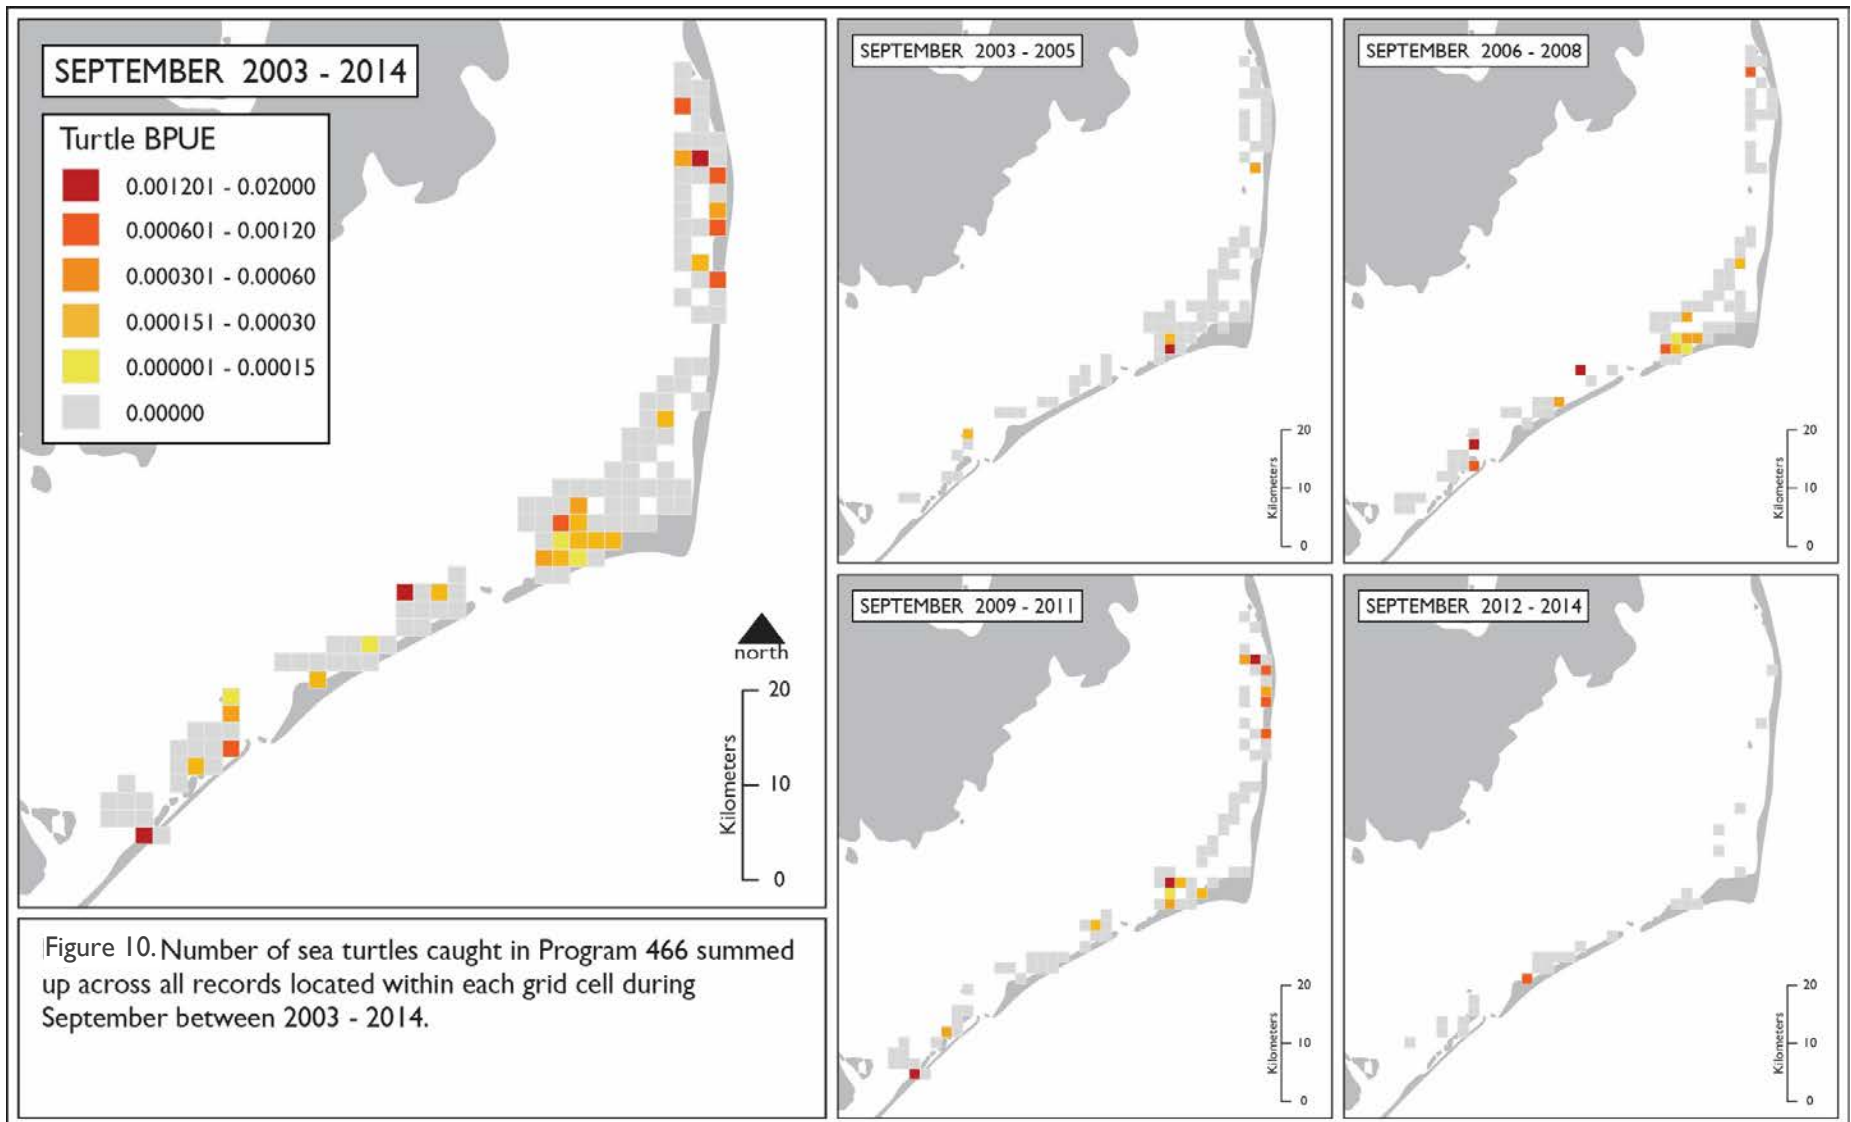 SEPTEMBER 2003 - 2014
Turtle BPUE
0.001201 - 0.02000
0.000601 - 0.00120
0.000301 - 0.00060
0.000151 - 0.00030
0.000001 - 0.00015
0.00000
north
20
10
0
Kilometers
Figure 10. Number of sea turtles caught in Program 466 summed
up across all records located within each grid cell during
September between 2003 - 2014.
SEPTEMBER 2003 - 2005
20
10
0
Kilometers
SEPTEMBER 2006 - 2008
20
10
0
Kilometers
SEPTEMBER 2009 - 2011
20
10
0
Kilometers
SEPTEMBER 2012 - 2014
20
10
0
Kilometers